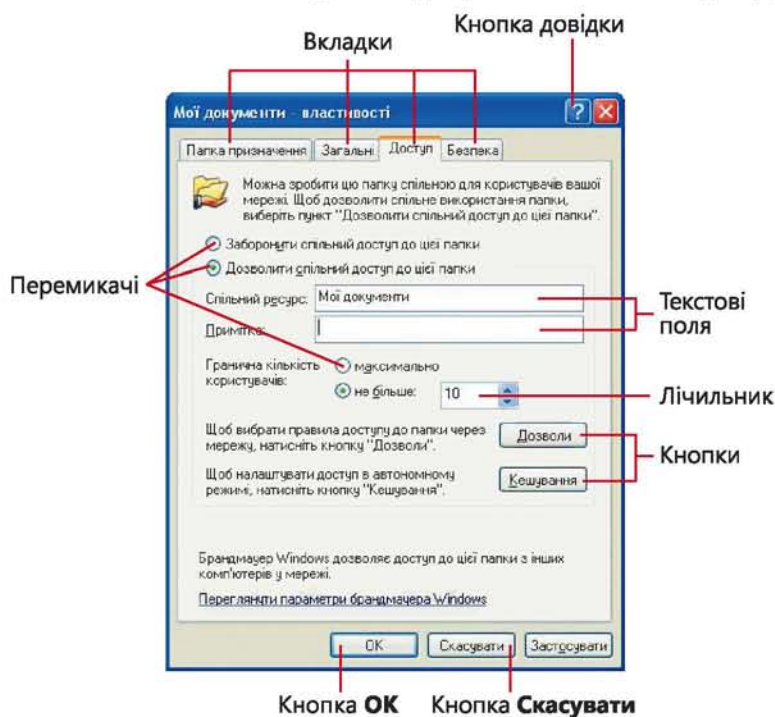 Кнопка довідки
Вкладки
Мої документи - властивості
Папка призначення
Загальні
Доступ
Безпека
Можна зробити цю папку спільною для користувачів вашої
мережі. Щоб дозволити спільне використання папки,
виберіть пункт "Дозволити спільний доступ до цієї папки".
Заборонити спільний доступ до цієї папки
Дозволити спільний доступ до цієї папки
Перемикачі
Спільний ресурс:
Мої документи
Текстові
поля
Примітка:
Гранична кількість
користувачів:
максимально
не більше:
10
Лічильник
Щоб вибрати правила доступу до папки через
мережу, натисніть кнопку "Дозволи".
Дозволи
Кнопки
Щоб налаштувати доступ в автономному
режимі, натисніть кнопку "Кешування".
Кешування
Брандмауер Windows дозволяє доступ до цієї папки з інших
комп'ютерів у мережі.
Переглянути параметри брандмауера Windows
OK
Скасувати
Застосувати
Кнопка OK
Кнопка Скасувати